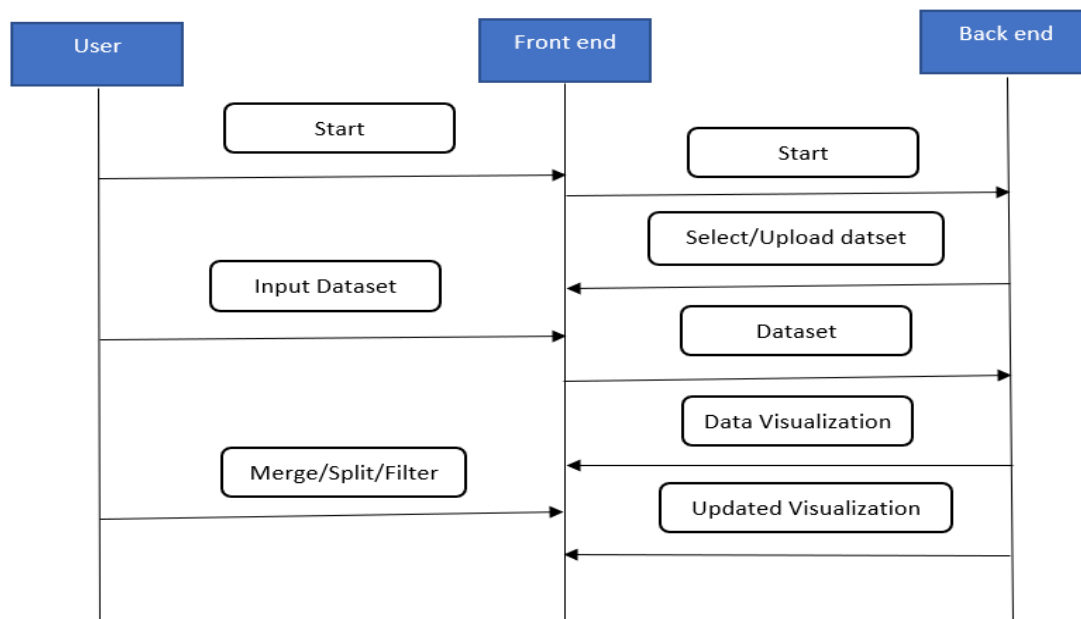 User
Front end
Back end
Start
Start
Select/Upload datset
Input Dataset
Dataset
Data Visualization
Merge/Split/Filter
Updated Visualization